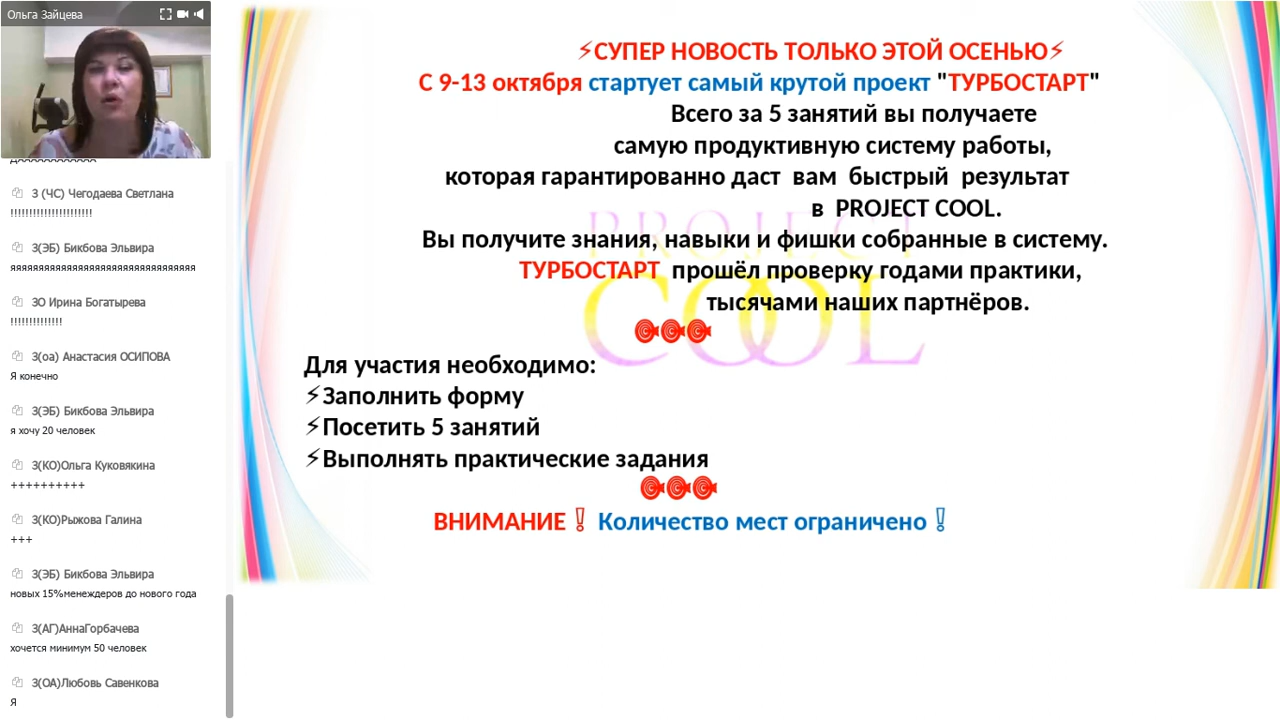 Ольга Зайцева
Дааааааааааааа
З (ЧС) Чегодаева Светлана
!!!!!!!!!!!!!!!!!!!!!!
З(ЭБ) Бикбова Эльвира
яяяяяяяяяяяяяяяяяяяяяяяяяяяяяяяяя
ЗО Ирина Богатырева
!!!!!!!!!!!!!!
З(оа) Анастасия ОСИПОВА
Я конечно
З(ЭБ) Бикбова Эльвира
я хочу 20 человек
З(КО)Ольга Куковякина
++++++++++
З(КО)Рыжова Галина
+++
З(ЭБ) Бикбова Эльвира
новых 15%менеждеров до нового года
З(АГ)АннаГорбачева
хочется минимум 50 человек
З(ОА)Любовь Савенкова
Я
⚡СУПЕР НОВОСТЬ ТОЛЬКО ЭТОЙ ОСЕНЬЮ⚡
С 9-13 октября стартует самый крутой проект "ТУРБОСТАРТ"
Всего за 5 занятий вы получаете
самую продуктивную систему работы,
которая гарантированно даст вам быстрый результат
в PROJECT COOL.
Вы получите знания, навыки и фишки собранные в систему.
ТУРБОСТАРТ прошёл проверку годами практики,
тысячами наших партнёров.
🎯🎯🎯
Для участия необходимо:
⚡Заполнить форму
⚡Посетить 5 занятий
⚡Выполнять практические задания
🎯🎯🎯
ВНИМАНИЕ❗ Количество мест ограничено❗
PROJECT
COOL